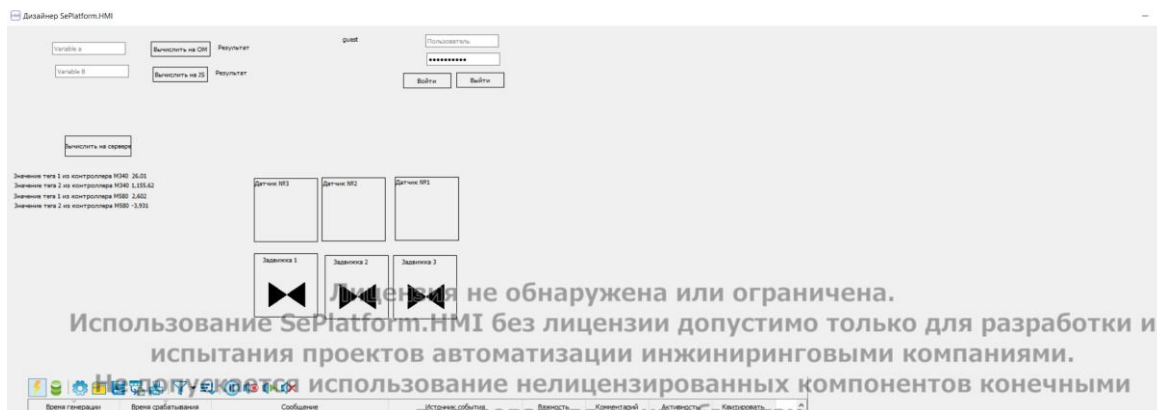 Дизайнер SePlatform.HMI
Variable a
Вычислить на OM
Результат
guest
Пользователь
Variable B
Вычислить на JS
Результат
Войти
Выйти
Вычислить на сервере
Значение тега 1 из контроллера M340 26.01
Значение тега 2 из контроллера M340 1,155.62
Значение тега 1 из контроллера M580 2,602
Значение тега 2 из контроллера M580 -3,931
Датчик №3
Датчик №2
Датчик №1
Задвижка 1
Задвижка 2
Задвижка 3
Лицензия не обнаружена или ограничена.
Использование SePlatform.HMI без лицензии допустимо только для разработки и
испытания проектов автоматизации инжиниринговыми компаниями.
Не допускается использование нелицензированных компонентов конечными
Время генерации
Время срабатывания
Сообщение
Источник события
Важность
Комментарий
Активность
Квитировать